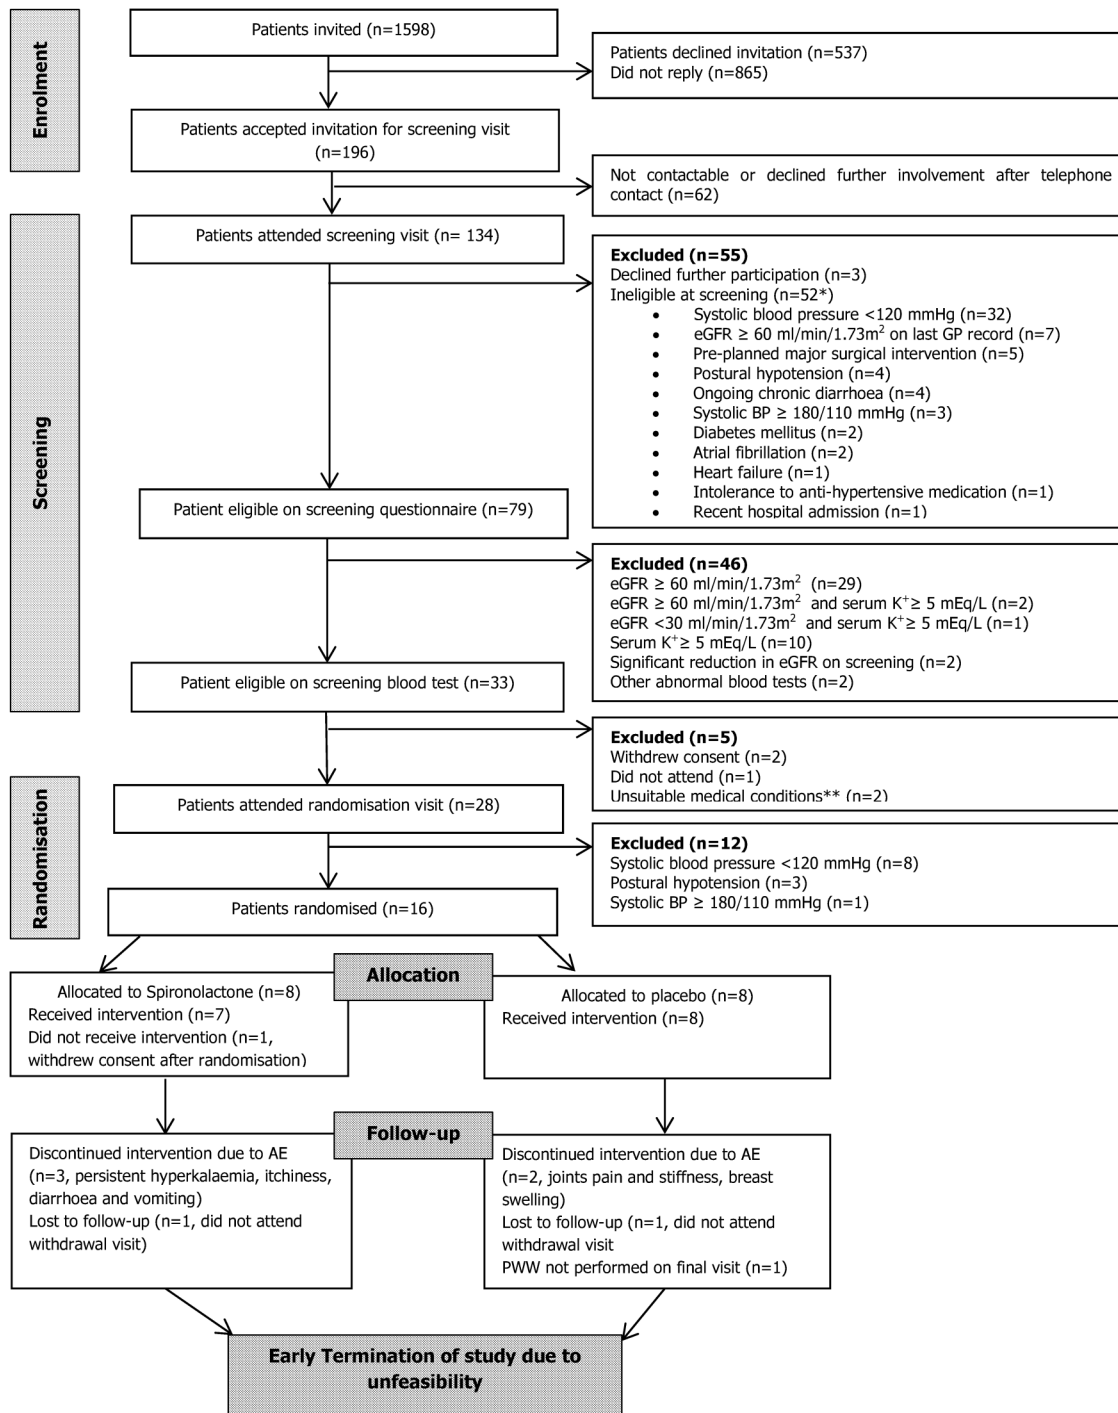 Enrolment
Patients invited (n=1598)
Patients declined invitation (n=537)
Did not reply (n=865)
Patients accepted invitation for screening visit
(n=196)
Not contactable or declined further involvement after telephone
contact (n=62)
Screening
Patients attended screening visit (n= 134)
Excluded (n=55)
Declined further participation (n=3)
Ineligible at screening (n=52*)
• Systolic blood pressure <120 mmHg (n=32)
• eGFR ≥ 60 ml/min/1.73m² on last GP record (n=7)
• Pre-planned major surgical intervention (n=5)
• Postural hypotension (n=4)
• Ongoing chronic diarrhoea (n=4)
• Systolic BP ≥ 180/110 mmHg (n=3)
• Diabetes mellitus (n=2)
• Atrial fibrillation (n=2)
• Heart failure (n=1)
• Intolerance to anti-hypertensive medication (n=1)
• Recent hospital admission (n=1)
Patient eligible on screening questionnaire (n=79)
Excluded (n=46)
eGFR ≥ 60 ml/min/1.73m² (n=29)
eGFR ≥ 60 ml/min/1.73m² and serum K⁺≥ 5 mEq/L (n=2)
eGFR <30 ml/min/1.73m² and serum K⁺≥ 5 mEq/L (n=1)
Serum K⁺≥ 5 mEq/L (n=10)
Significant reduction in eGFR on screening (n=2)
Other abnormal blood tests (n=2)
Patient eligible on screening blood test (n=33)
Excluded (n=5)
Withdrew consent (n=2)
Did not attend (n=1)
Unsuitable medical conditions** (n=2)
Randomisation
Patients attended randomisation visit (n=28)
Excluded (n=12)
Systolic blood pressure <120 mmHg (n=8)
Postural hypotension (n=3)
Systolic BP ≥ 180/110 mmHg (n=1)
Patients randomised (n=16)
Allocation
Allocated to Spironolactone (n=8)
Received intervention (n=7)
Did not receive intervention (n=1,
withdrew consent after randomisation)
Allocated to placebo (n=8)
Received intervention (n=8)
Follow-up
Discontinued intervention due to AE
(n=3, persistent hyperkalaemia, itchiness,
diarrhoea and vomiting)
Lost to follow-up (n=1, did not attend
withdrawal visit)
Discontinued intervention due to AE
(n=2, joints pain and stiffness, breast
swelling)
Lost to follow-up (n=1, did not attend
withdrawal visit
PWW not performed on final visit (n=1)
Early Termination of study due to
unfeasibility